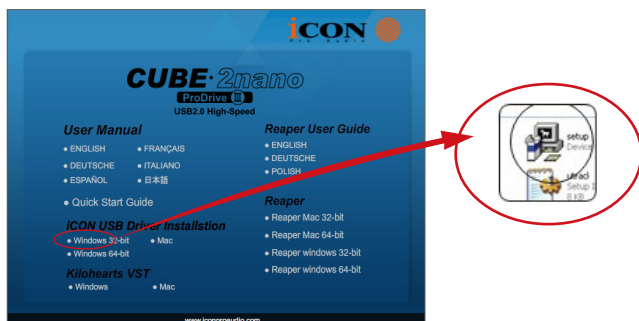 iCON
Pro Audio
CUBE·2nano
ProDrive III
USB2.0 High-Speed
User Manual
• ENGLISH • FRANÇAIS
• DEUTSCHE • ITALIANO
• ESPAÑOL • 日本語
• Quick Start Guide
iCON USB Driver Installstion
• Windows 32-bit • Mac
• Windows 64-bit
Kilohearts VST
• Windows • Mac
Reaper User Guide
• ENGLISH
• DEUTSCHE
• POLISH
Reaper
• Reaper Mac 32-bit
• Reaper Mac 64-bit
• Reaper windows 32-bit
• Reaper windows 64-bit
www.iconproaudio.com
setup
Device
Setup